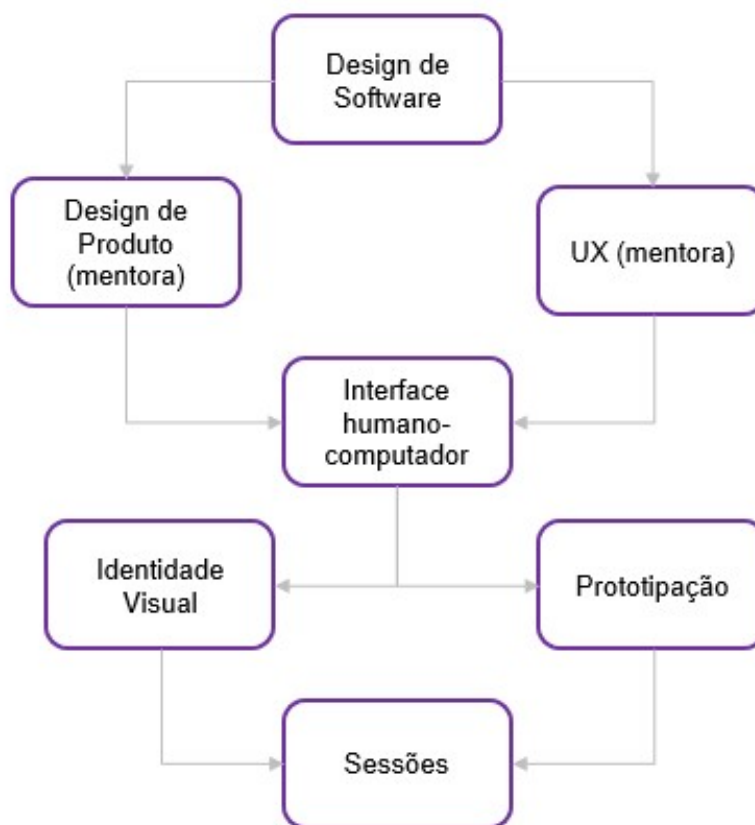 Design de
Software
Design de
Produto
(mentora)
UX (mentora)
Interface
humano-
computador
Identidade
Visual
Prototipação
Sessões